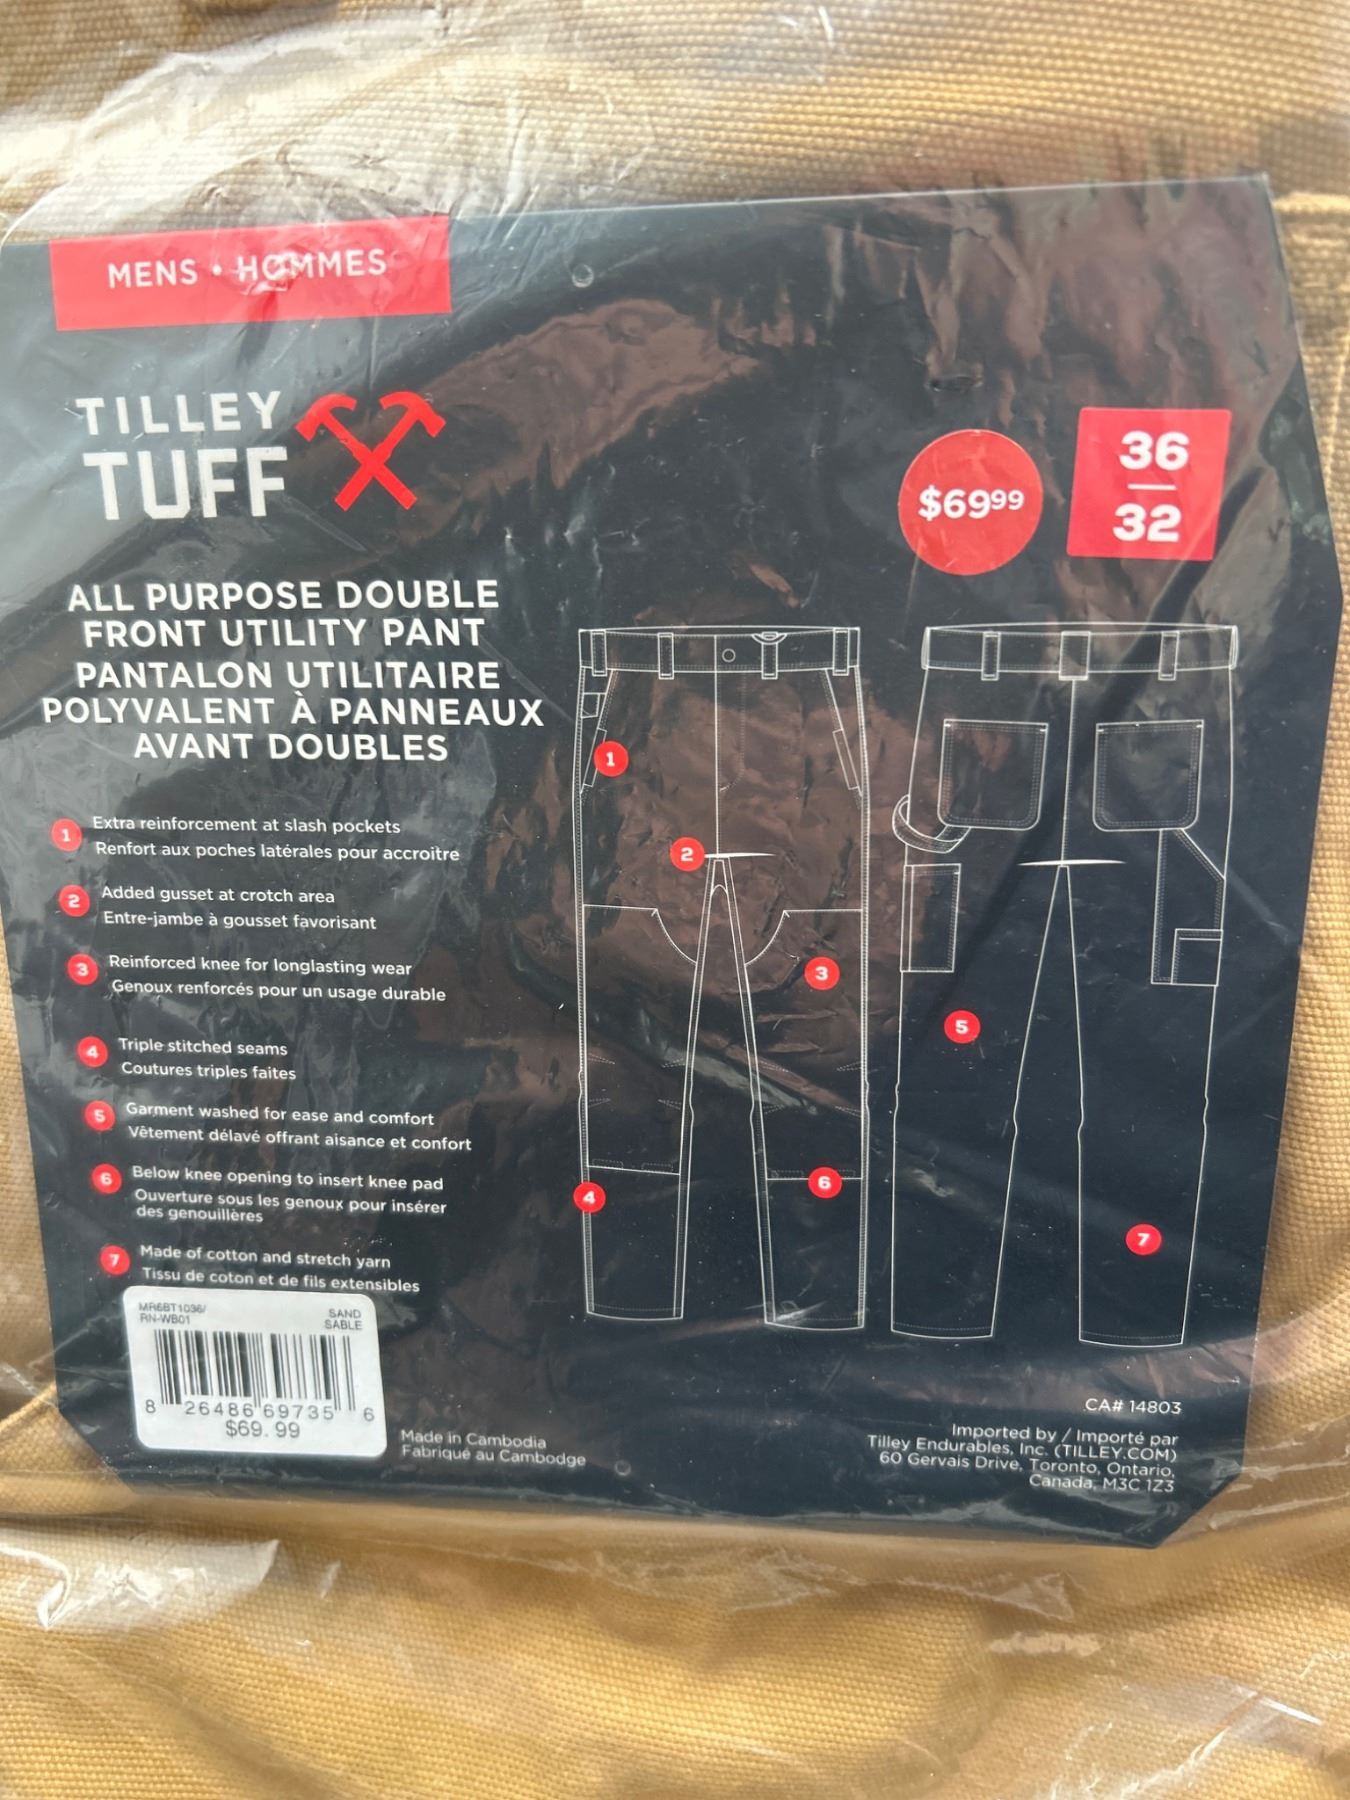 MENS • HOMMES
TILLEY
TUFF
$69.99
36
32
ALL PURPOSE DOUBLE
FRONT UTILITY PANT
PANTALON UTILITAIRE
POLYVALENT À PANNEAUX
AVANT DOUBLES
1
Extra reinforcement at slash pockets
Renfort aux poches latérales pour accroitre
2
Added gusset at crotch area
Entre-jambe à gousset favorisant
3
Reinforced knee for longlasting wear
Genoux renforcés pour un usage durable
4
Triple stitched seams
Coutures triples faites
5
Garment washed for ease and comfort
Vêtement délavé offrant aisance et confort
6
Below knee opening to insert knee pad
Ouverture sous les genoux pour insérer
des genouillères
7
Made of cotton and stretch yarn
Tissu de coton et de fils extensibles
1
2
3
4
5
6
7
MR6BT1036/ SAND
RN-WB01 SABLE
8 26486 69735 6
$69.99
Made in Cambodia
Fabriqué au Cambodge
CA# 14803
Imported by / Importé par
Tilley Endurables, Inc. (TILLEY.COM)
60 Gervais Drive, Toronto, Ontario,
Canada, M3C 1Z3